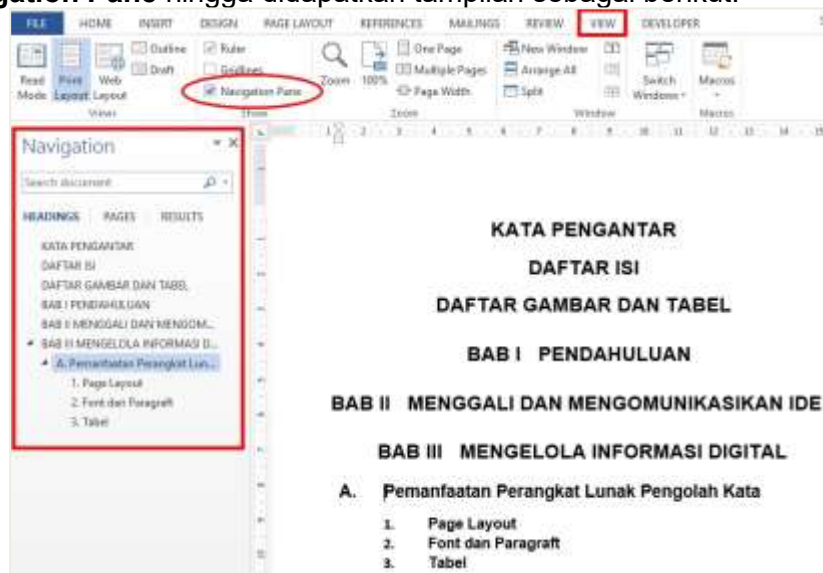 gation Pane hingga didapatkan tampilan sebagai berikut:
FILE HOME INSERT DESIGN PAGE LAYOUT REFERENCES MAILINGS REVIEW VIEW DEVELOPER
Read Mode
Print Layout
Web Layout
Outline
Draft
Views
Ruler
Gridlines
Navigation Pane
Show
Zoom
100%
One Page
Multiple Pages
Page Width
Zoom
New Window
Arrange All
Split
Switch Windows
Window
Macros
Macros
Navigation
Search document
HEADINGS PAGES RESULTS
KATA PENGANTAR
DAFTAR ISI
DAFTAR GAMBAR DAN TABEL
BAB I PENDAHULUAN
BAB II MENGGALI DAN MENGOM...
BAB III MENGELOLA INFORMASI D...
A. Pemanfaatan Perangkat Lun...
1. Page Layout
2. Font dan Paragraft
3. Tabel
KATA PENGANTAR
DAFTAR ISI
DAFTAR GAMBAR DAN TABEL
BAB I PENDAHULUAN
BAB II MENGGALI DAN MENGOMUNIKASIKAN IDE
BAB III MENGELOLA INFORMASI DIGITAL
A. Pemanfaatan Perangkat Lunak Pengolah Kata
1. Page Layout
2. Font dan Paragraft
3. Tabel